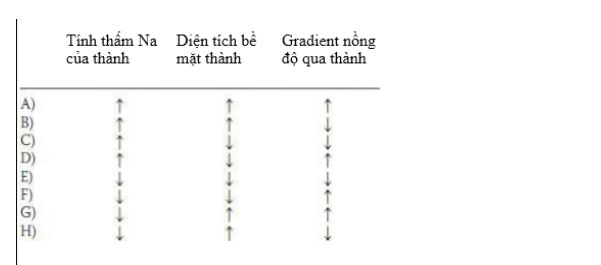 Tính thấm Na Diện tích bề Gradient nồng
của thành mặt thành độ qua thành
A) ↑ ↑ ↑
B) ↑ ↑ ↓
C) ↑ ↓ ↓
D) ↑ ↓ ↑
E) ↓ ↓ ↓
F) ↓ ↓ ↑
G) ↓ ↑ ↑
H) ↓ ↑ ↓